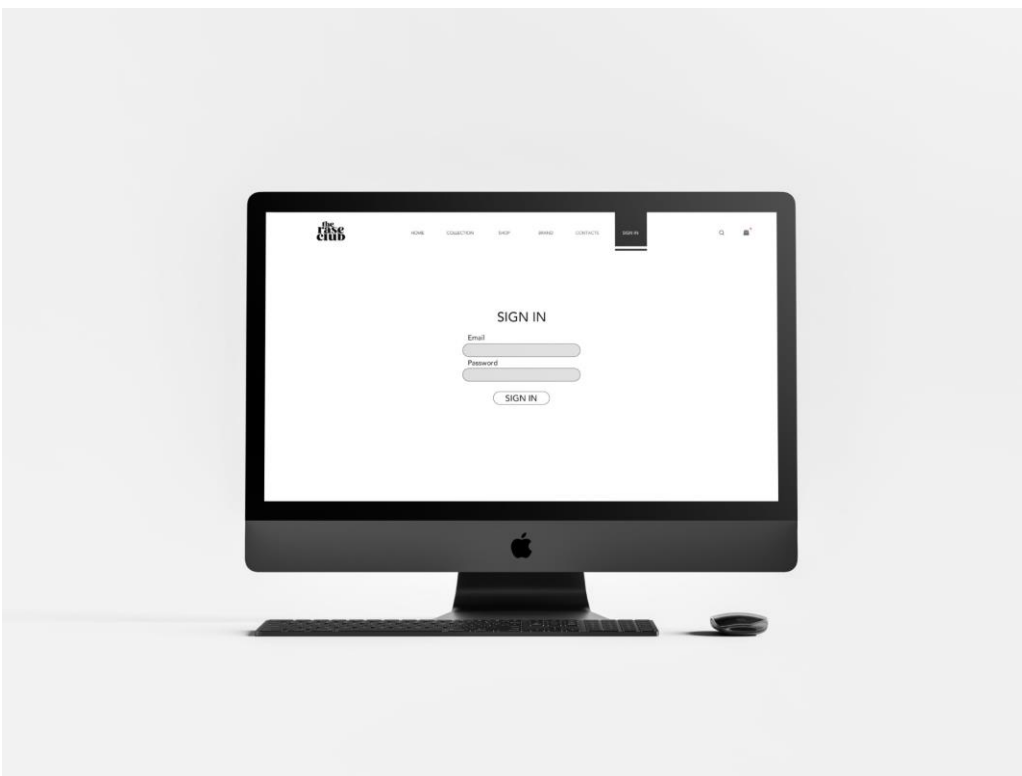 the
rase
club
HOME COLLECTION SHOP BRAND CONTACTS SIGN IN
SIGN IN
Email
Password
SIGN IN